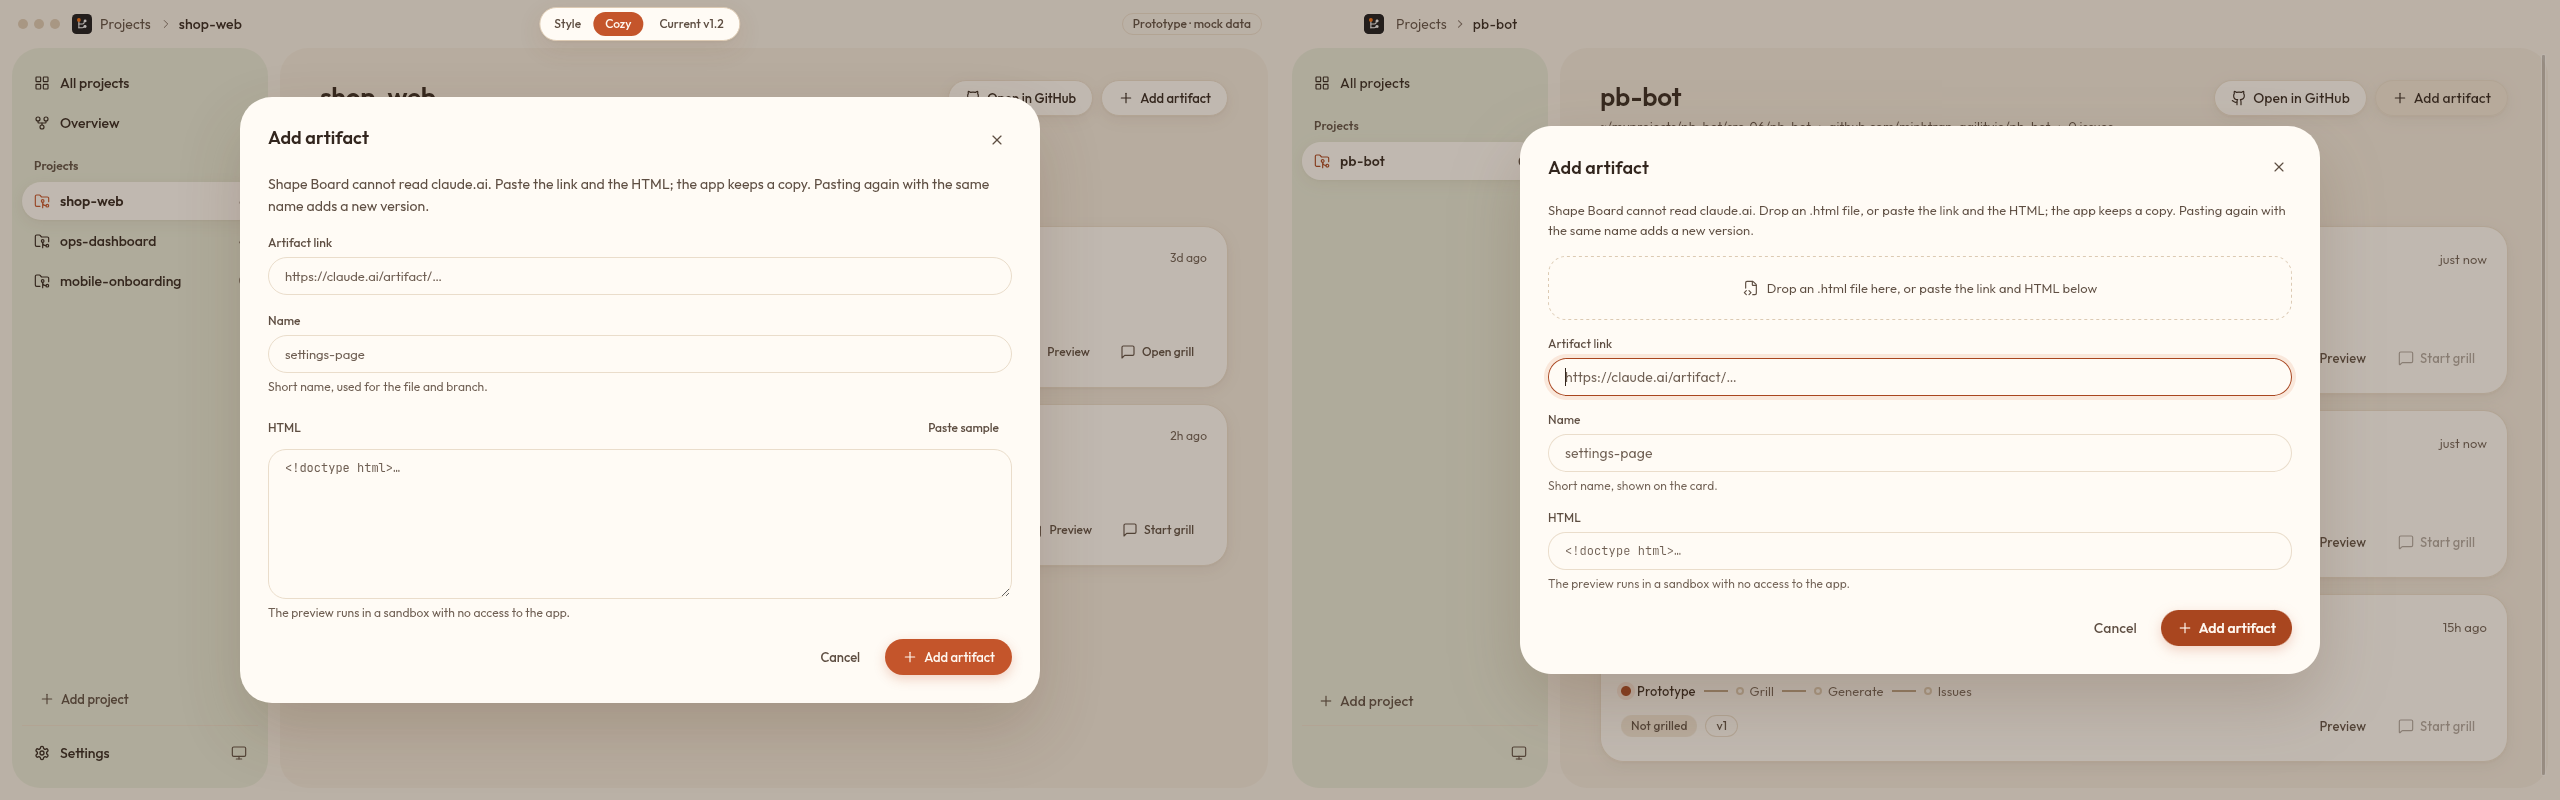 Projects
shop-web
Style
Cozy
Current v1.2
Prototype · mock data
All projects
Overview
Projects
shop-web
ops-dashboard
mobile-onboarding
Add project
Settings
shop-web
Open in GitHub
Add artifact
3d ago
Preview
Open grill
2h ago
Preview
Start grill
Add artifact
Shape Board cannot read claude.ai. Paste the link and the HTML; the app keeps a copy. Pasting again with the same
name adds a new version.
Artifact link
https://claude.ai/artifact/…
Name
settings-page
Short name, used for the file and branch.
HTML
Paste sample
<!doctype html>…
The preview runs in a sandbox with no access to the app.
Cancel
Add artifact
Projects
pb-bot
All projects
Projects
pb-bot
Add project
pb-bot
Open in GitHub
Add artifact
just now
Preview
Start grill
just now
Preview
Start grill
15h ago
Prototype
Grill
Generate
Issues
Not grilled
v1
Preview
Start grill
Add artifact
Shape Board cannot read claude.ai. Drop an .html file, or paste the link and the HTML; the app keeps a copy. Pasting again with
the same name adds a new version.
Drop an .html file here, or paste the link and HTML below
Artifact link
https://claude.ai/artifact/…
Name
settings-page
Short name, shown on the card.
HTML
<!doctype html>…
The preview runs in a sandbox with no access to the app.
Cancel
Add artifact